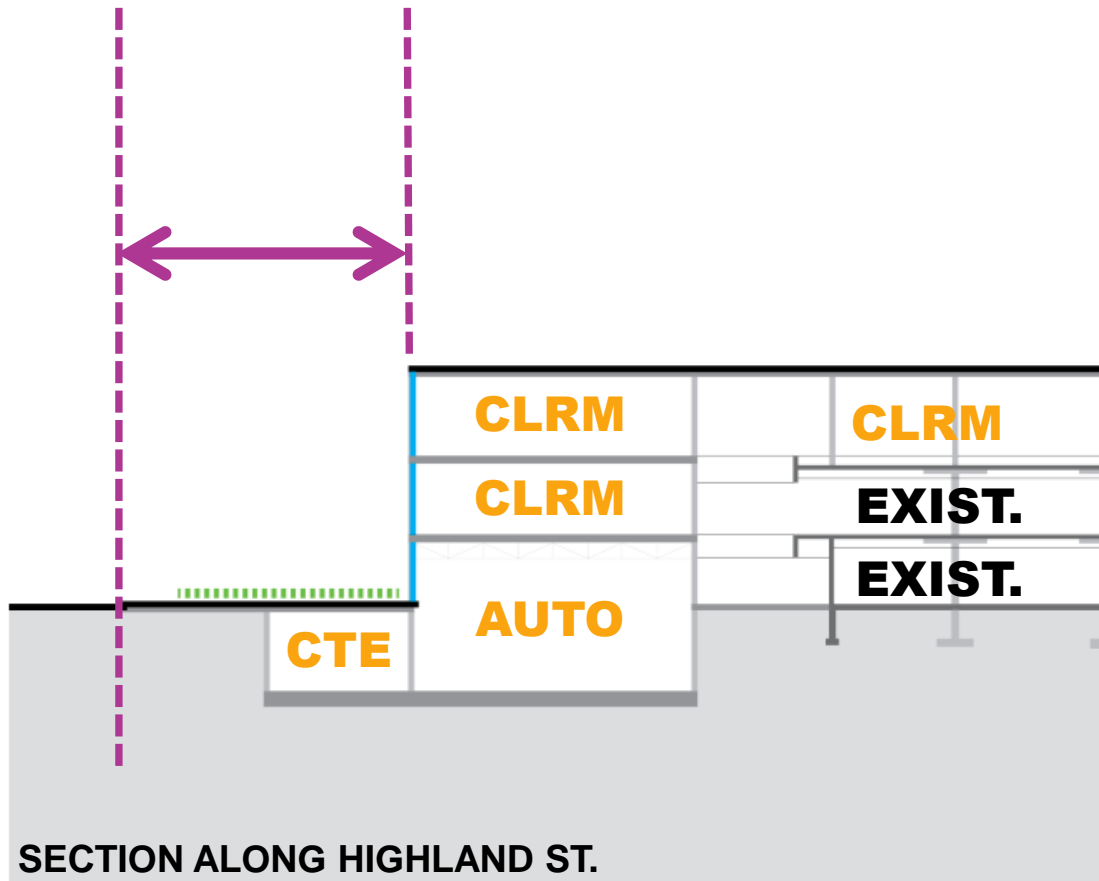 CLRM
CLRM
CLRM
EXIST.
EXIST.
AUTO
CTE
SECTION ALONG HIGHLAND ST.